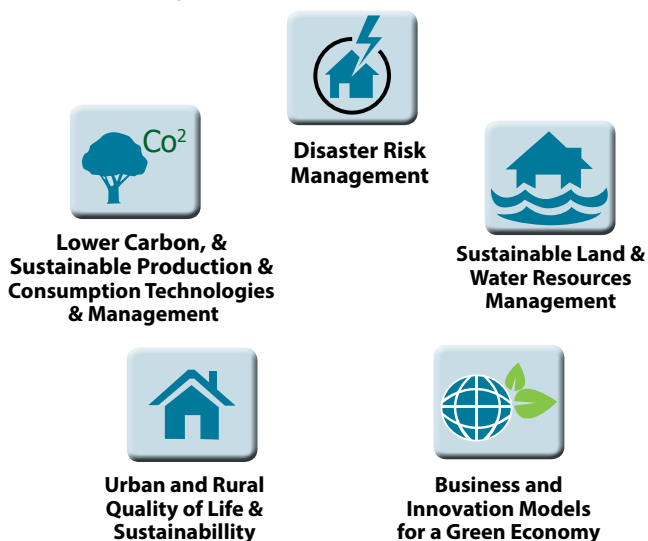 Disaster Risk
Management
Co²
Lower Carbon, &
Sustainable Production &
Consumption Technologies
& Management
Sustainable Land &
Water Resources
Management
Urban and Rural
Quality of Life &
Sustainabillity
Business and
Innovation Models
for a Green Economy